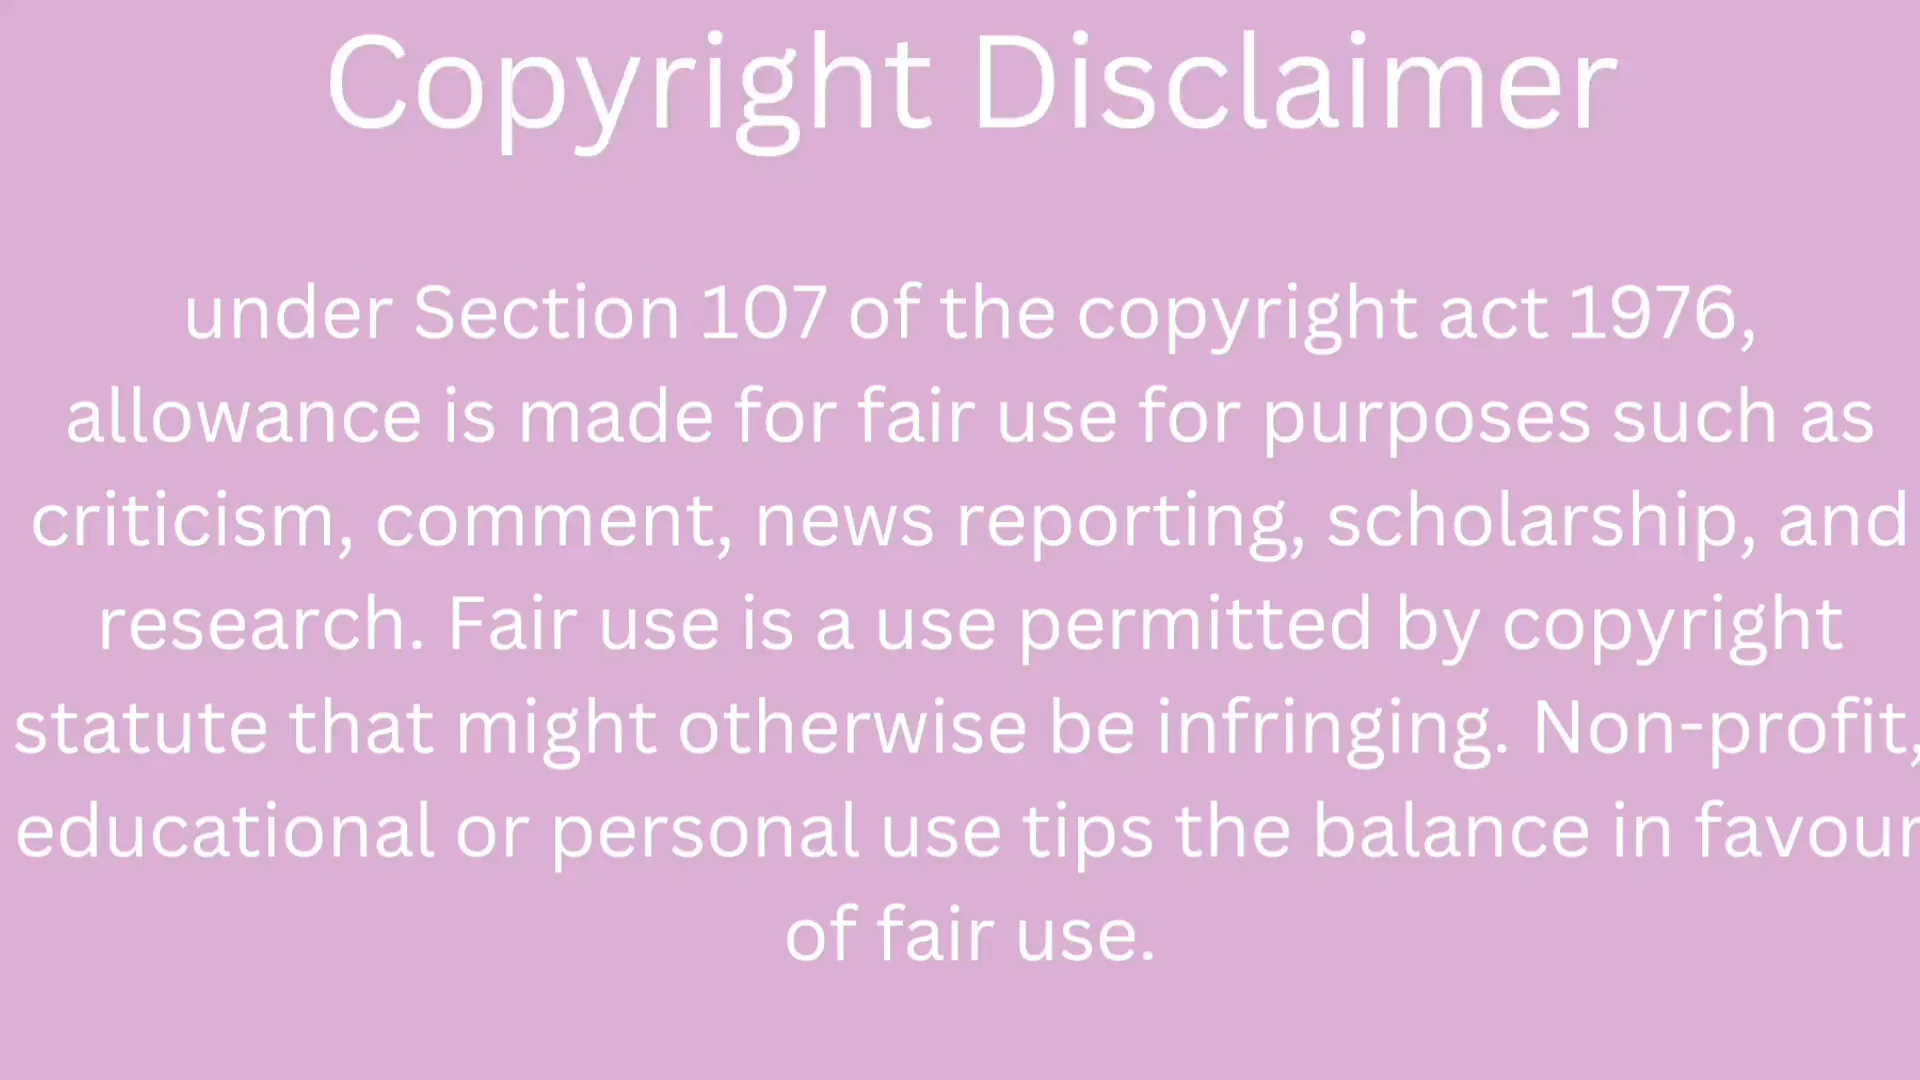 Copyright Disclaimer
under Section 107 of the copyright act 1976,
allowance is made for fair use for purposes such as
criticism, comment, news reporting, scholarship, and
research. Fair use is a use permitted by copyright
statute that might otherwise be infringing. Non-profit,
educational or personal use tips the balance in favour
of fair use.